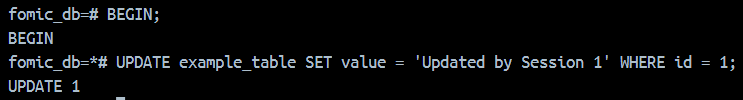 fomic_db=# BEGIN;
BEGIN
fomic_db=*# UPDATE example_table SET value = 'Updated by Session 1' WHERE id = 1;
UPDATE 1